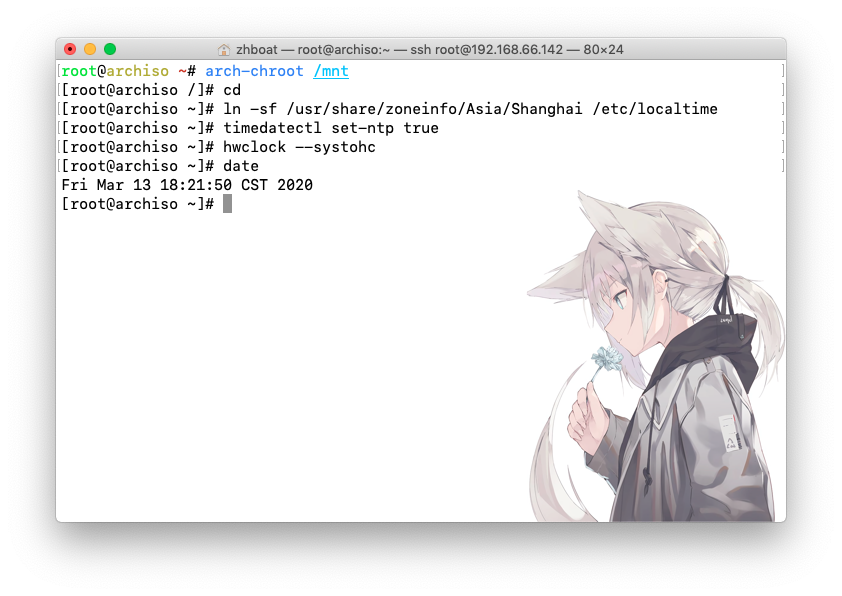 zhboat — root@archiso:~ — ssh root@192.168.66.142 — 80×24
[root@archiso ~# arch-chroot /mnt ]
[[root@archiso /]# cd ]
[[root@archiso ~]# ln -sf /usr/share/zoneinfo/Asia/Shanghai /etc/localtime ]
[[root@archiso ~]# timedatectl set-ntp true ]
[[root@archiso ~]# hwclock --systohc ]
[[root@archiso ~]# date ]
Fri Mar 13 18:21:50 CST 2020
[root@archiso ~]#